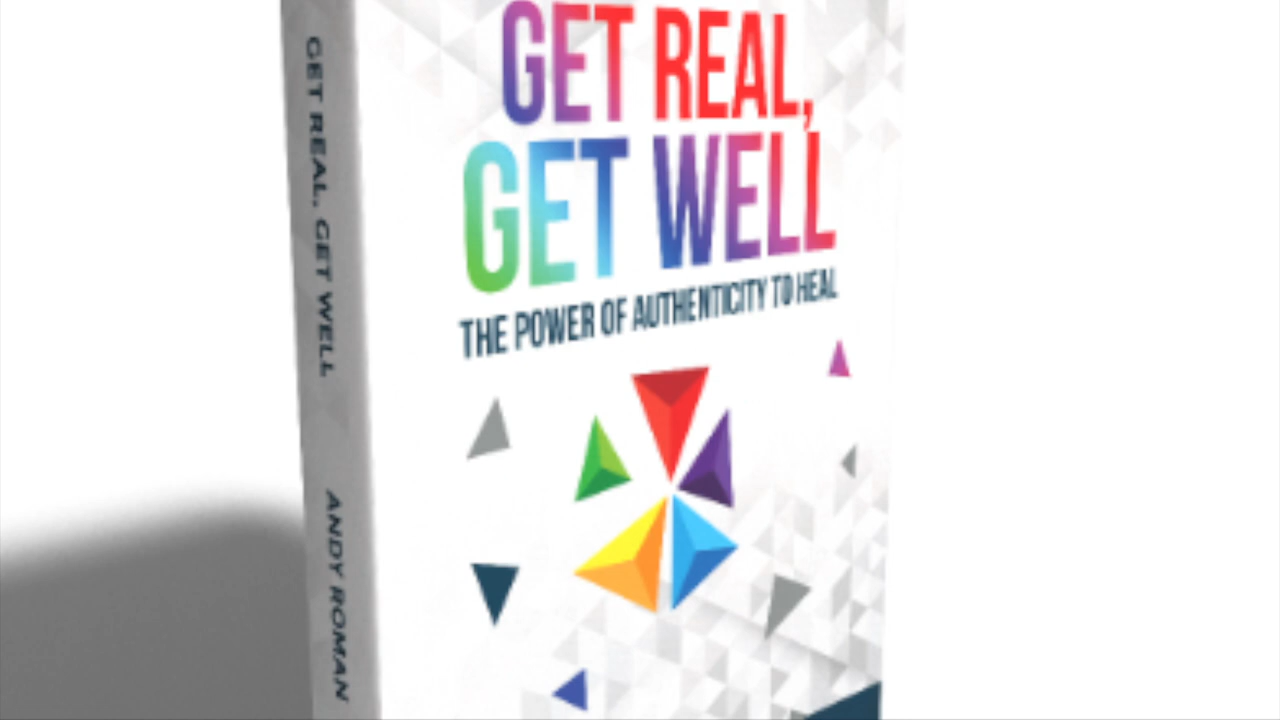 GET REAL,
GET WELL
THE POWER OF AUTHENTICITY TO HEAL
GET REAL, GET WELL
ANDY ROMAN